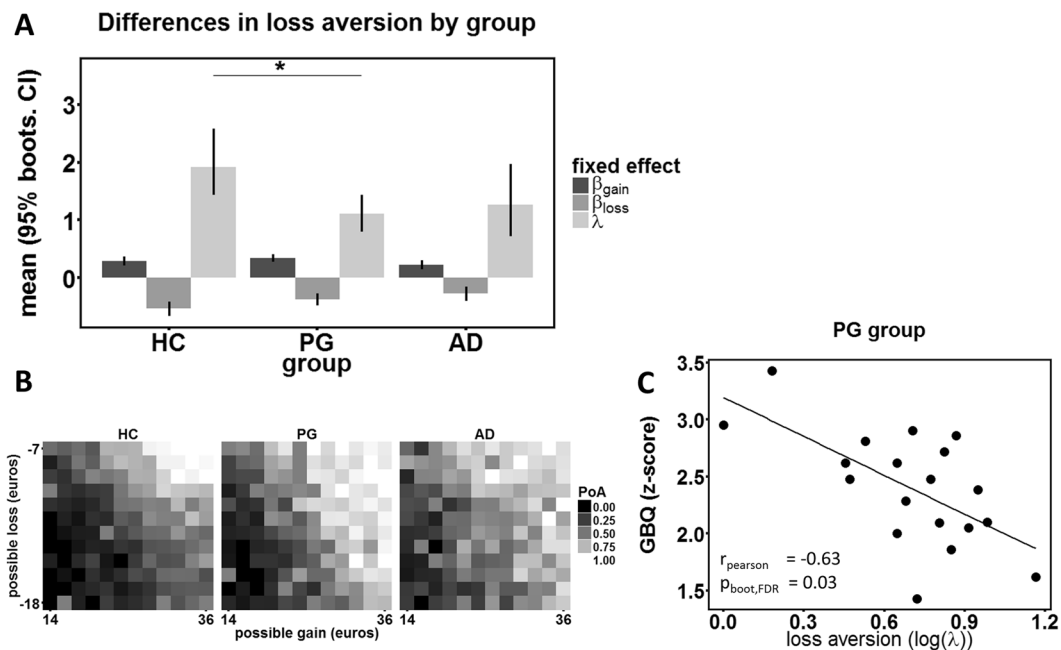 A
Differences in loss aversion by group
mean (95% boots. CI)
3
2
1
0
*
HC
PG
AD
group
fixed effect
βgain
βloss
λ
B
HC
PG
AD
possible loss (euros)
-7
-18
14
36
14
36
14
36
possible gain (euros)
PoA
0.00
0.25
0.50
0.75
1.00
C
PG group
GBQ (z-score)
3.5
3.0
2.5
2.0
1.5
rpearson = -0.63
pboot,FDR = 0.03
0.0
0.3
0.6
0.9
1.2
loss aversion (log(λ))